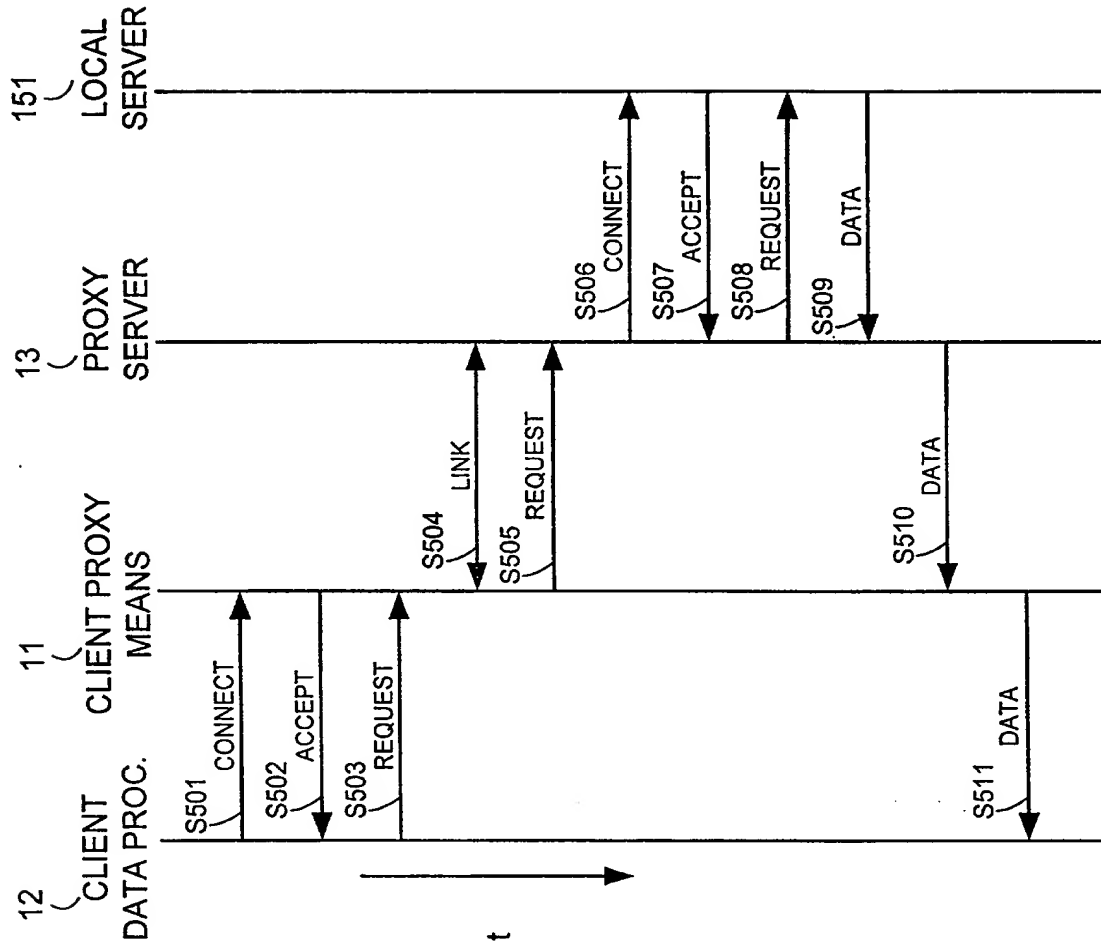 12
CLIENT
DATA PROC.
11
CLIENT PROXY
MEANS
13
PROXY
SERVER
151
LOCAL
SERVER
t
S501
CONNECT
S502
ACCEPT
S503
REQUEST
S504
LINK
S505
REQUEST
S506
CONNECT
S507
ACCEPT
S508
REQUEST
S509
DATA
S510
DATA
S511
DATA